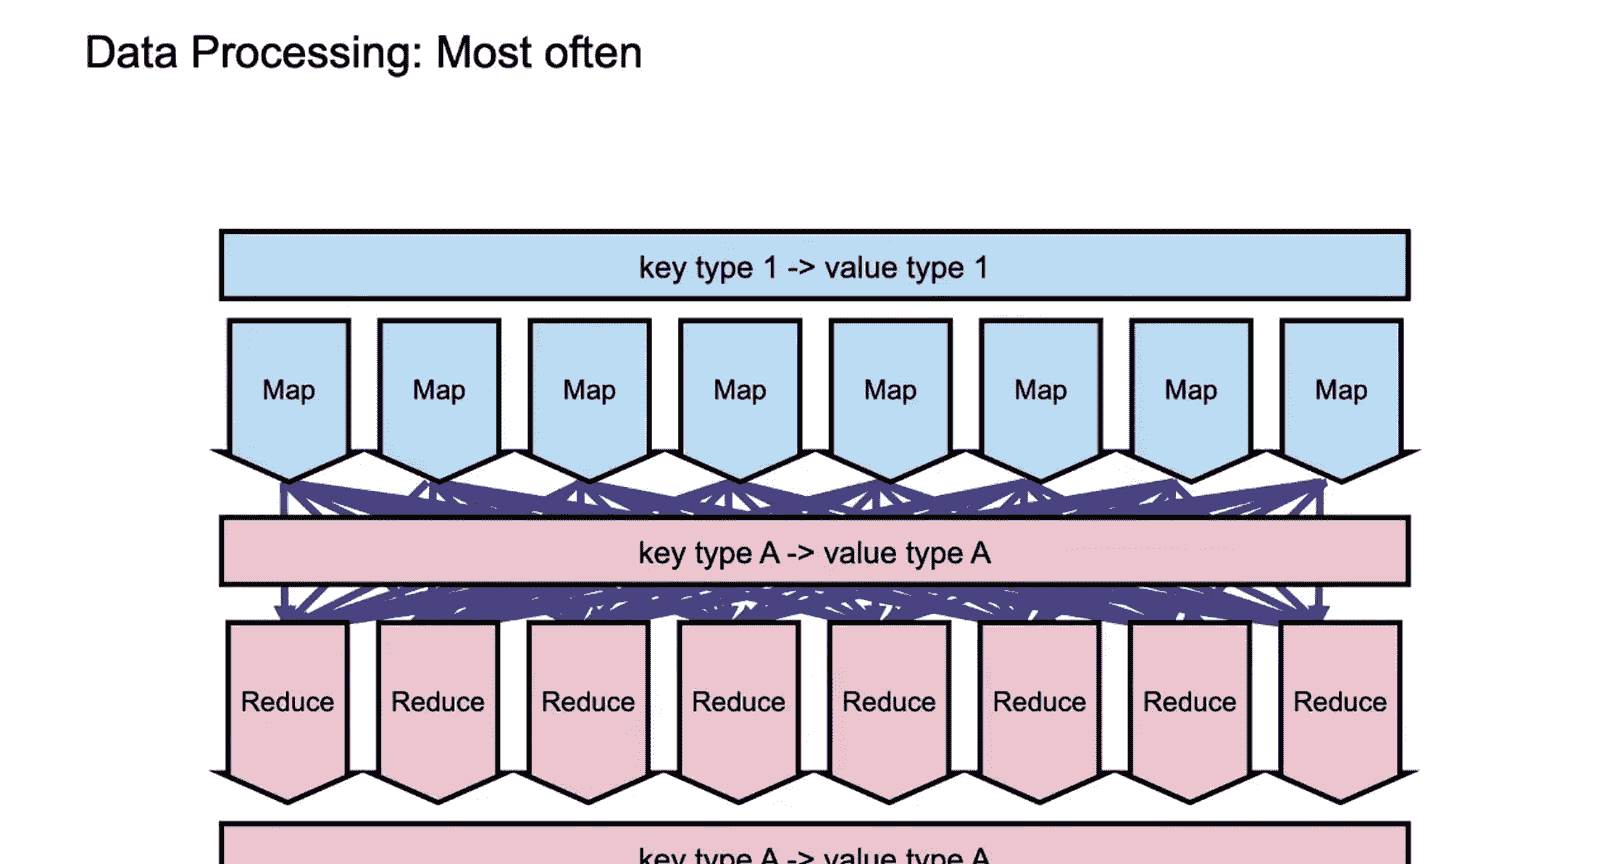 Data Processing: Most often
key type 1 -> value type 1
Map Map Map Map Map Map Map Map
key type A -> value type A
Reduce Reduce Reduce Reduce Reduce Reduce Reduce Reduce
key type A -> value type A